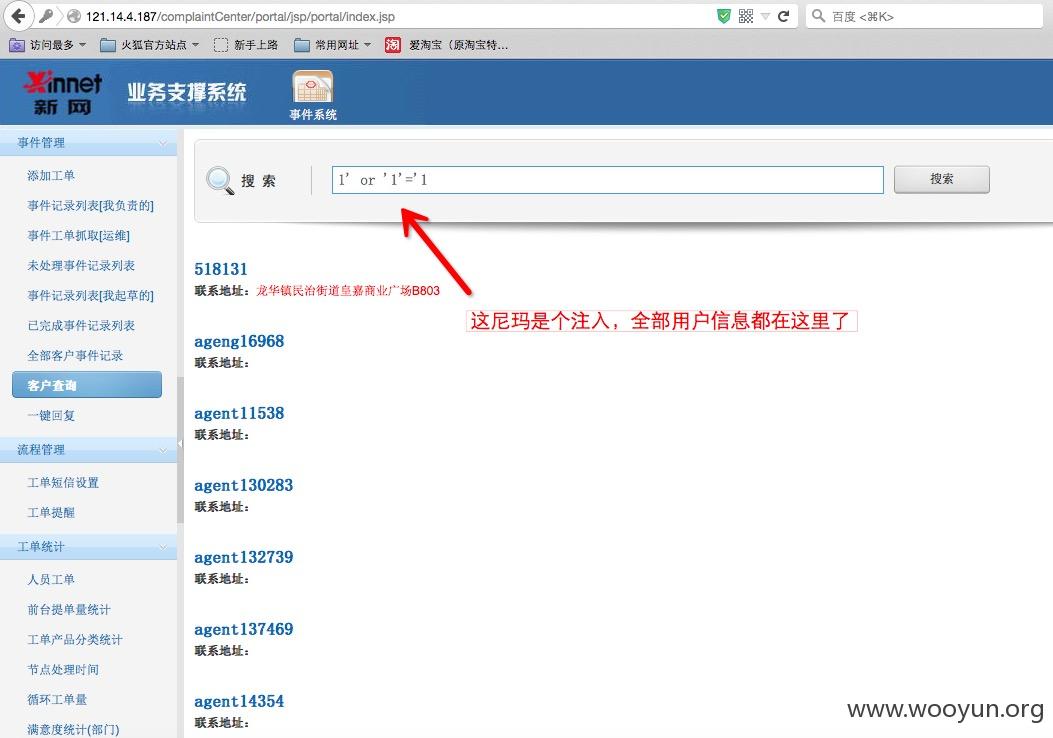 121.14.4.187/complaintCenter/portal/jsp/portal/index.jsp
百度 <⌘K>
访问最多 火狐官方站点 新手上路 常用网址 淘 爱淘宝（原淘宝特...
Xinnet
新网
业务支撑系统
事件系统
事件管理
添加工单
事件记录列表[我负责的]
事件工单抓取[运维]
未处理事件记录列表
事件记录列表[我起草的]
已完成事件记录列表
全部客户事件记录
客户查询
一键回复
流程管理
工单短信设置
工单提醒
工单统计
人员工单
前台提单量统计
工单产品分类统计
节点处理时间
循环工单量
满意度统计(部门)
搜 索
1' or '1'='1
搜索
518131
联系地址：龙华镇民治街道皇嘉商业广场B803
这尼玛是个注入，全部用户信息都在这里了
ageng16968
联系地址：
agent11538
联系地址：
agent130283
联系地址：
agent132739
联系地址：
agent137469
联系地址：
agent14354
联系地址：
www.wooyun.org